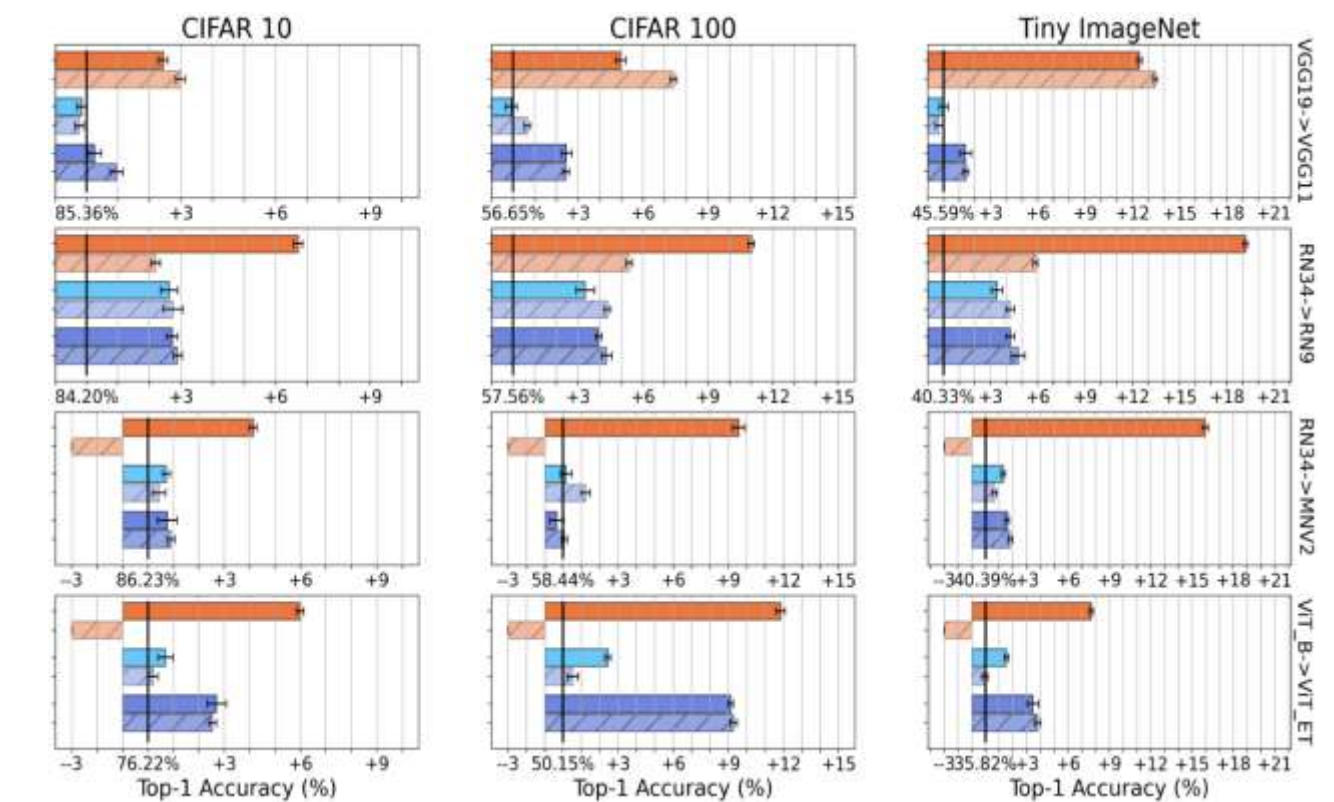 CIFAR 10 CIFAR 100 Tiny ImageNet
VGG19->VGG11
85.36% +3 +6 +9 56.65% +3 +6 +9 +12 +15 45.59% +3 +6 +9 +12 +15 +18 +21
RN34->RN9
84.20% +3 +6 +9 57.56% +3 +6 +9 +12 +15 40.33% +3 +6 +9 +12 +15 +18 +21
RN34->MNV2
--3 86.23% +3 +6 +9 --3 58.44% +3 +6 +9 +12 +15 --340.39%+3 +6 +9 +12 +15 +18 +21
ViT_B->ViT_ET
--3 76.22% +3 +6 +9 --3 50.15% +3 +6 +9 +12 +15 --335.82%+3 +6 +9 +12 +15 +18 +21
Top-1 Accuracy (%) Top-1 Accuracy (%) Top-1 Accuracy (%)